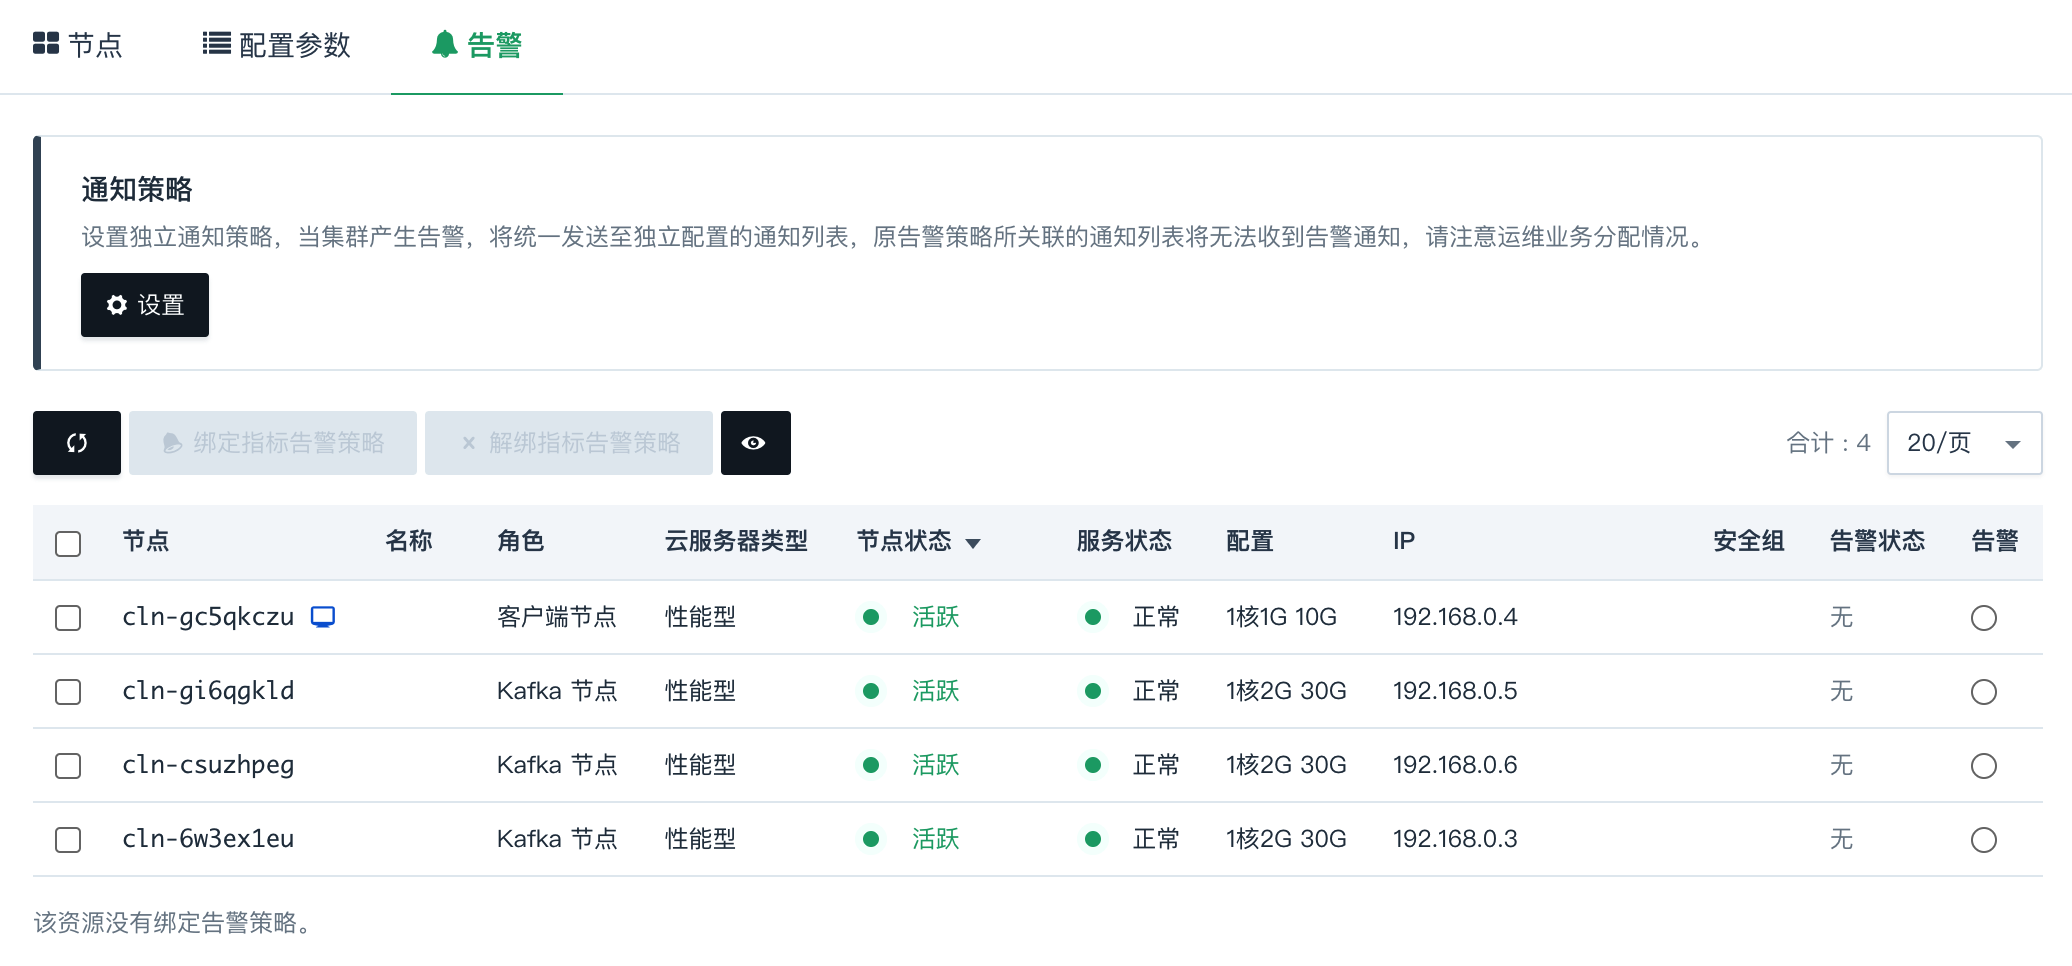 节点 配置参数 告警
通知策略
设置独立通知策略，当集群产生告警，将统一发送至独立配置的通知列表，原告警策略所关联的通知列表将无法收到告警通知，请注意运维业务分配情况。
设置
绑定指标告警策略 × 解绑指标告警策略 合计：4 20/页
节点 名称 角色 云服务器类型 节点状态 服务状态 配置 IP 安全组 告警状态 告警
cln-gc5qkczu 客户端节点 性能型 活跃 正常 1核1G 10G 192.168.0.4 无
cln-gi6qgkld Kafka 节点 性能型 活跃 正常 1核2G 30G 192.168.0.5 无
cln-csuzhpeg Kafka 节点 性能型 活跃 正常 1核2G 30G 192.168.0.6 无
cln-6w3ex1eu Kafka 节点 性能型 活跃 正常 1核2G 30G 192.168.0.3 无
该资源没有绑定告警策略。